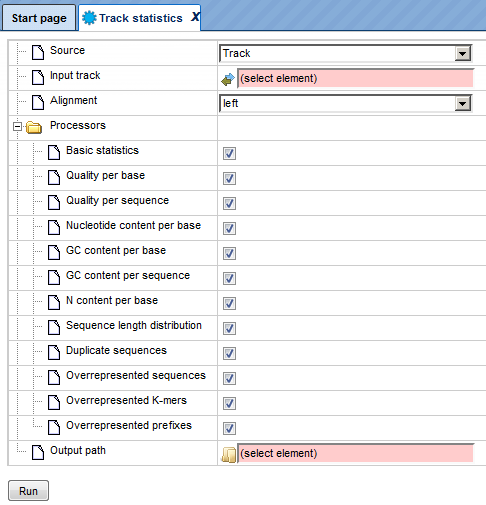 Start page Track statistics X
Source Track
Input track (select element)
Alignment left
Processors
Basic statistics
Quality per base
Quality per sequence
Nucleotide content per base
GC content per base
GC content per sequence
N content per base
Sequence length distribution
Duplicate sequences
Overrepresented sequences
Overrepresented K-mers
Overrepresented prefixes
Output path (select element)
Run